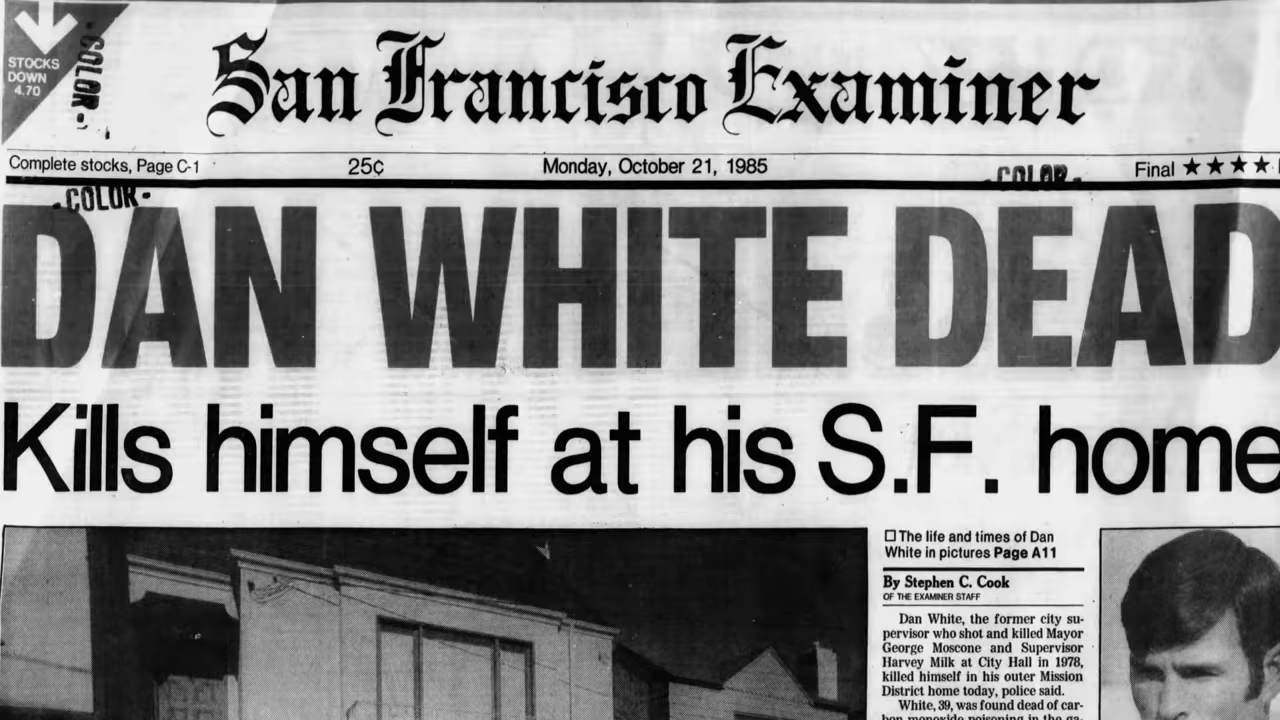 STOCKS
DOWN
4.70
·COLOR·
San Francisco Examiner
Complete stocks, Page C-1
25¢
Monday, October 21, 1985
·COLOR·
Final ★★★★
·COLOR·
DAN WHITE DEAD
Kills himself at his S.F. home
☐ The life and times of Dan
White in pictures Page A11
By Stephen C. Cook
OF THE EXAMINER STAFF
Dan White, the former city su-
pervisor who shot and killed Mayor
George Moscone and Supervisor
Harvey Milk at City Hall in 1978,
killed himself in his outer Mission
District home today, police said.
White, 39, was found dead of car-
bon monoxide poisoning in the ga-